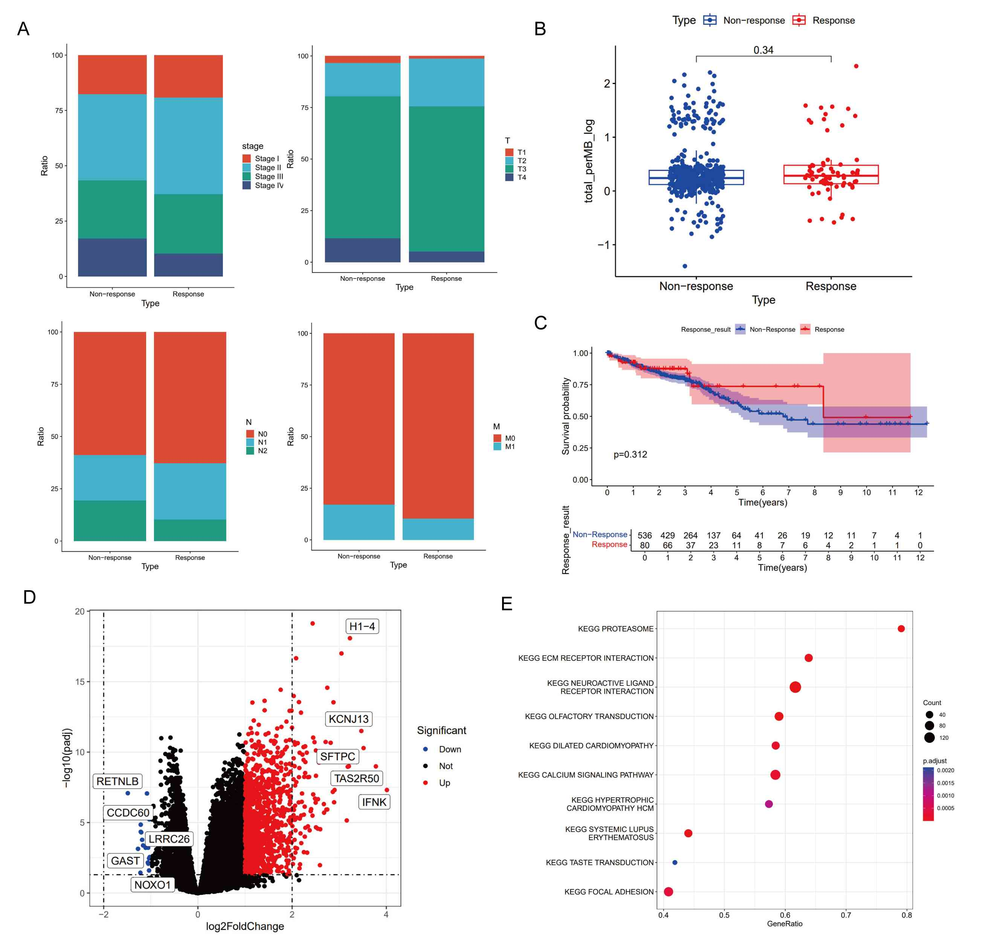 A
100
75
50
25
0
Ratio
Non−response
Response
Type
stage
Stage I
Stage II
Stage III
Stage IV
100
75
50
25
0
Ratio
Non−response
Response
Type
T
T1
T2
T3
T4
100
75
50
25
0
Ratio
Non−response
Response
Type
N
N0
N1
N2
100
75
50
25
0
Ratio
Non−response
Response
Type
M
M0
M1
B
Type Non−response Response
0.34
2
1
0
−1
total_perMB_log
Non−response
Response
Type
C
Response_result Non−Response Response
1.00
0.75
0.50
0.25
0.00
Survival probability
p=0.312
0 1 2 3 4 5 6 7 8 9 10 11 12
Time(years)
Response_result
Non−Response 536 429 264 137 64 41 26 19 12 11 7 4 1
Response 80 66 37 23 11 8 7 6 4 2 1 1 0
0 1 2 3 4 5 6 7 8 9 10 11 12
Time(years)
D
20
15
10
5
0
−log10(padj)
H1−4
KCNJ13
SFTPC
TAS2R50
IFNK
RETNLB
CCDC60
LRRC26
GAST
NOXO1
−2 0 2 4
log2FoldChange
Significant
Down
Not
Up
E
KEGG PROTEASOME
KEGG ECM RECEPTOR INTERACTION
KEGG NEUROACTIVE LIGAND
RECEPTOR INTERACTION
KEGG OLFACTORY TRANSDUCTION
KEGG DILATED CARDIOMYOPATHY
KEGG CALCIUM SIGNALING PATHWAY
KEGG HYPERTROPHIC
CARDIOMYOPATHY HCM
KEGG SYSTEMIC LUPUS
ERYTHEMATOSUS
KEGG TASTE TRANSDUCTION
KEGG FOCAL ADHESION
0.4 0.5 0.6 0.7 0.8
GeneRatio
Count
40
80
120
p.adjust
0.0020
0.0015
0.0010
0.0005